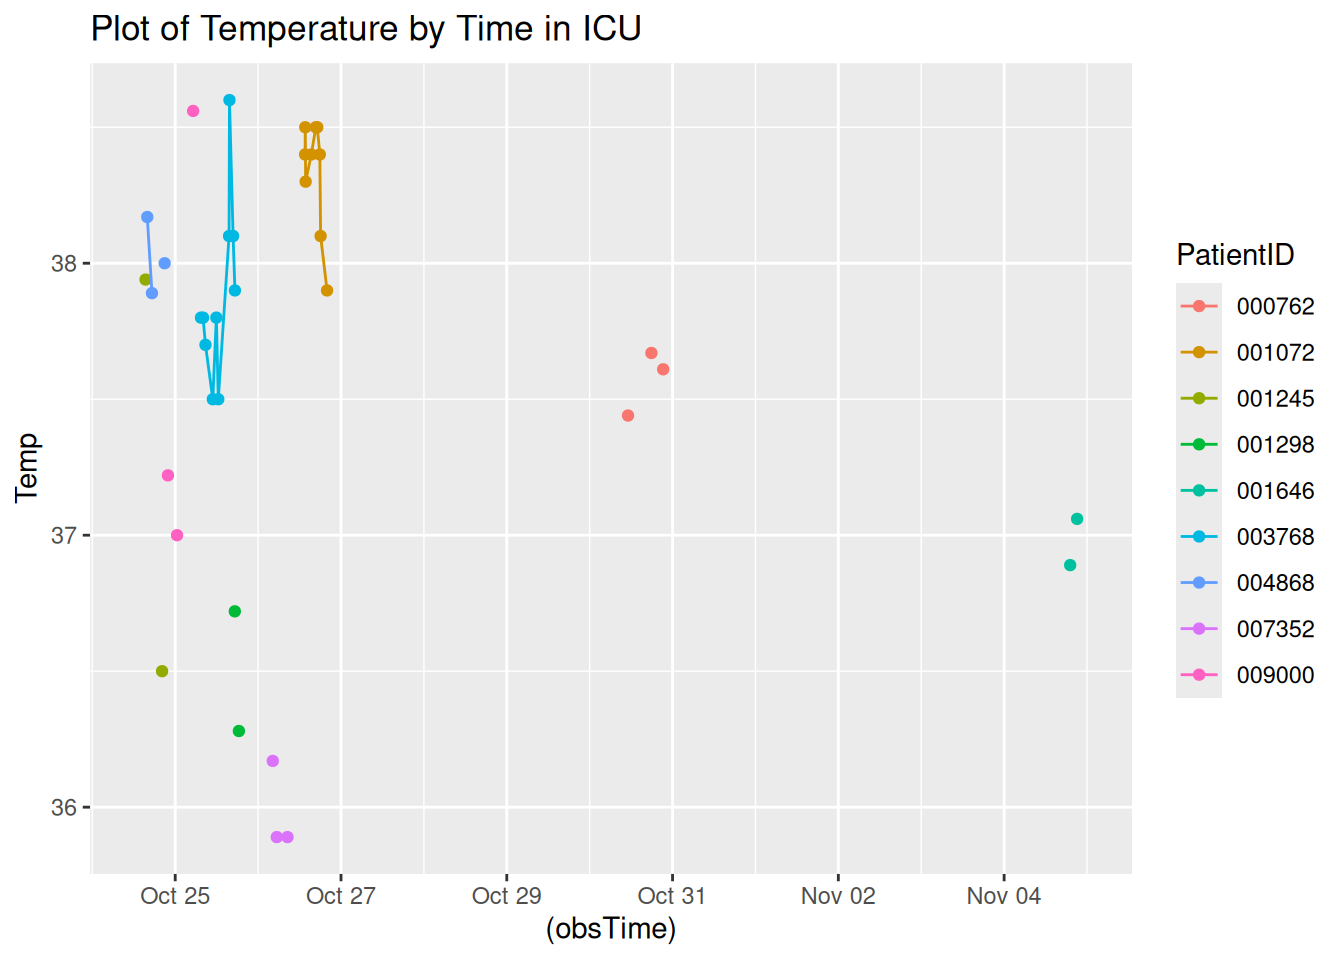 Plot of Temperature by Time in ICU
Temp
38
37
36
Oct 25 Oct 27 Oct 29 Oct 31 Nov 02 Nov 04
(obsTime)
PatientID
000762
001072
001245
001298
001646
003768
004868
007352
009000